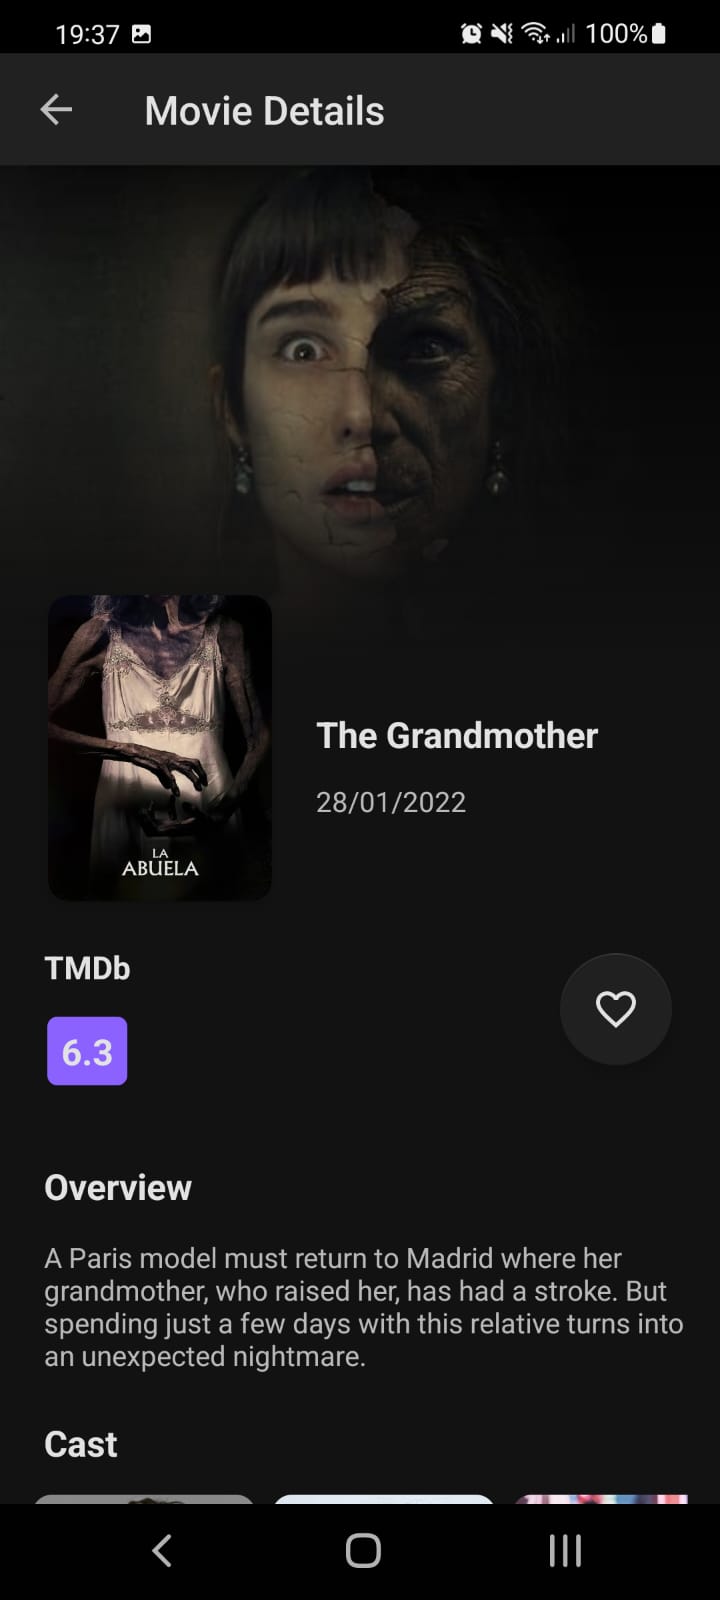 19:37
100%
Movie Details
LA
ABUELA
The Grandmother
28/01/2022
TMDb
6.3
Overview
A Paris model must return to Madrid where her
grandmother, who raised her, has had a stroke. But
spending just a few days with this relative turns into
an unexpected nightmare.
Cast